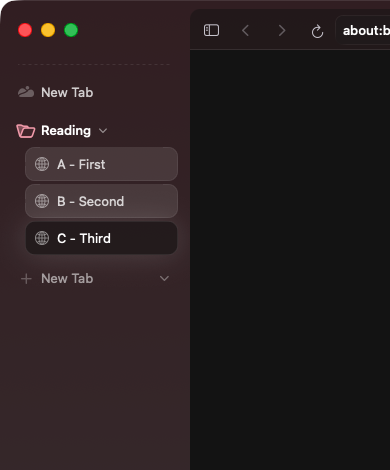 about:b
New Tab
Reading
A - First
B - Second
C - Third
New Tab